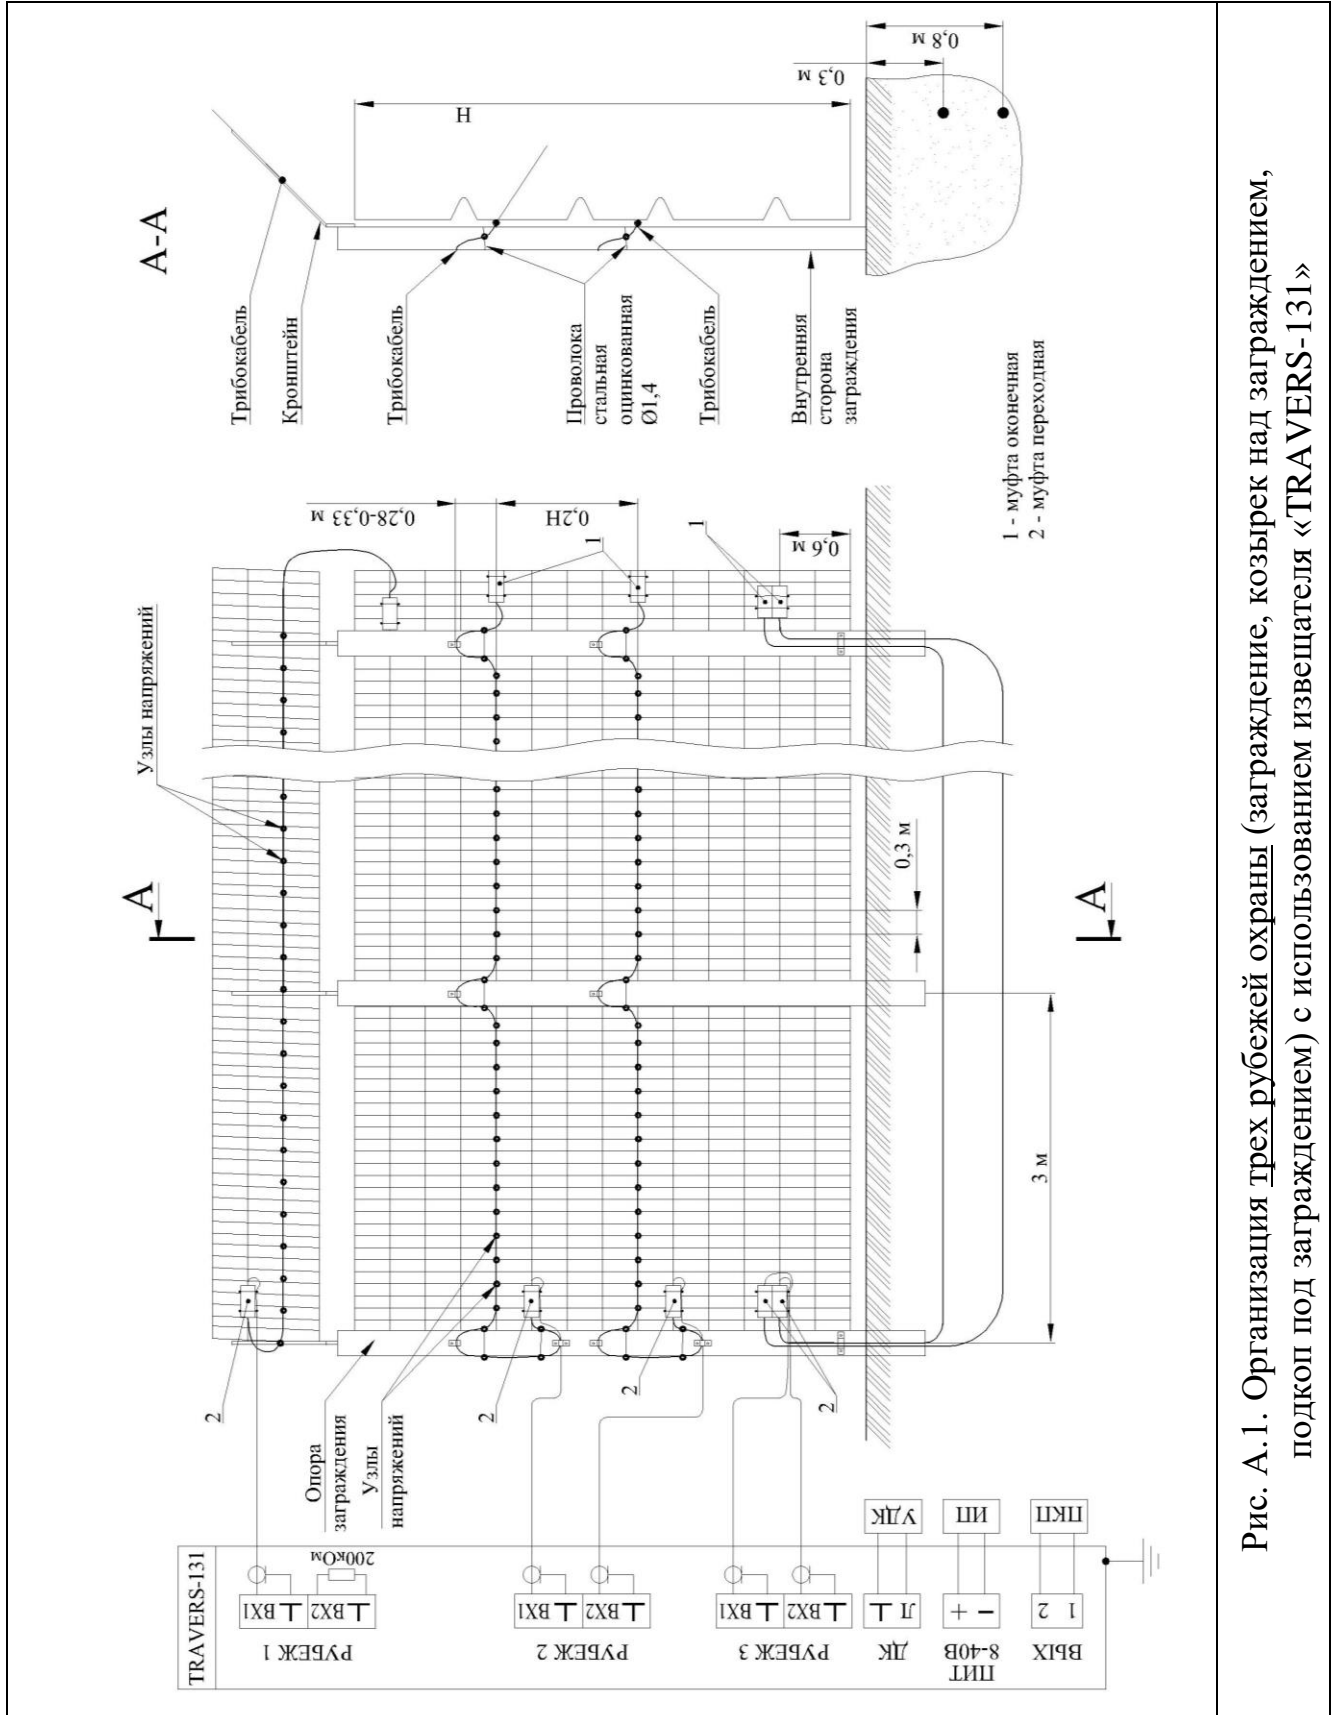 TRAVERS-131
РУБЕЖ 1
ВХ1
⊥
ВХ2
⊥
200кОм
РУБЕЖ 2
ВХ1
⊥
ВХ2
⊥
РУБЕЖ 3
ВХ1
⊥
ВХ2
⊥
ДК
Л
⊥
УДК
ПИТ
8-40В
+
−
ИП
ВЫХ
1
2
ПКП
2
Опора
заграждения
Узлы
напряжений
2
2
2
3 м
0,3 м
А
А
Узлы напряжений
0,28-0,33 м
0,2Н
1
1
0,6 м
А-А
Трибокабель
Кронштейн
Трибокабель
Проволока
стальная
оцинкованная
Ø1,4
Трибокабель
Внутренняя
сторона
заграждения
Н
0,3 м
0,8 м
1 - муфта оконечная
2 - муфта переходная
Рис. А.1. Организация трех рубежей охраны (заграждение, козырек над заграждением,
подкоп под заграждением) с использованием извещателя «TRAVERS-131»